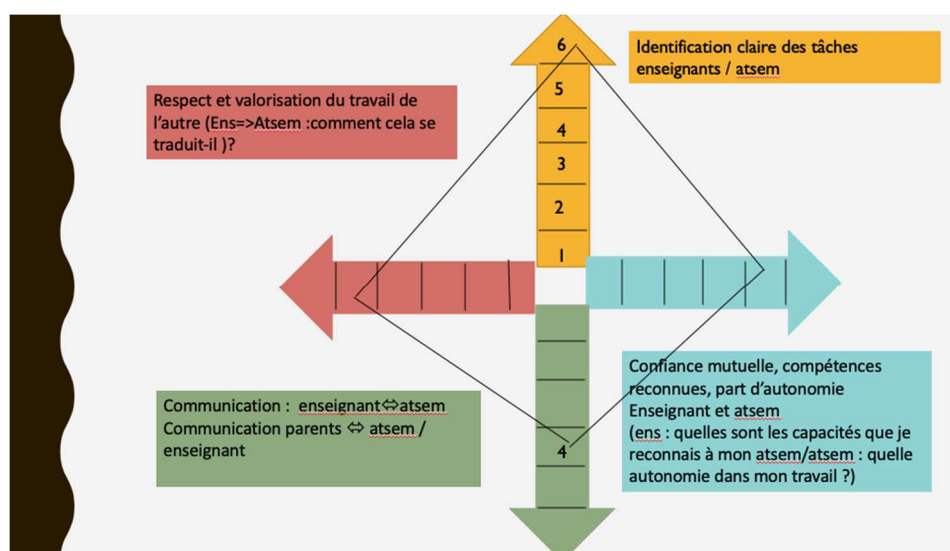 6
5
4
3
2
1
Identification claire des tâches
enseignants / atsem
Respect et valorisation du travail de
l'autre (Ens=>Atsem :comment cela se
traduit-il )?
Communication : enseignant⬄atsem
Communication parents ⬄ atsem /
enseignant
4
Confiance mutuelle, compétences
reconnues, part d'autonomie
Enseignant et atsem
(ens : quelles sont les capacités que je
reconnais à mon atsem/atsem : quelle
autonomie dans mon travail ?)